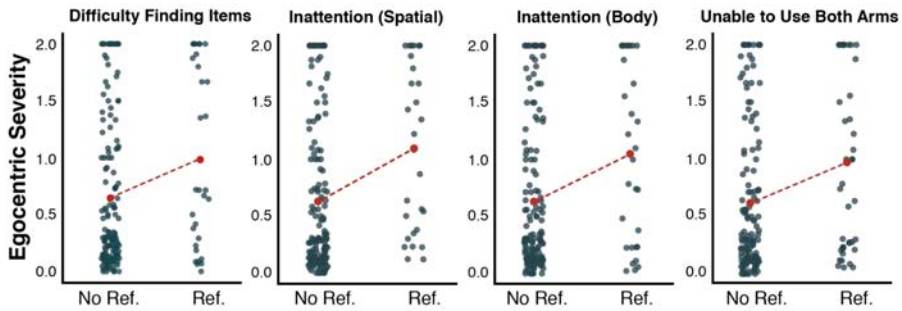 Difficulty Finding Items
Inattention (Spatial)
Inattention (Body)
Unable to Use Both Arms
Egocentric Severity
2.0
1.5
1.0
0.5
0.0
No Ref.
Ref.
2.0
1.5
1.0
0.5
0.0
No Ref.
Ref.
2.0
1.5
1.0
0.5
0.0
No Ref.
Ref.
2.0
1.5
1.0
0.5
0.0
No Ref.
Ref.